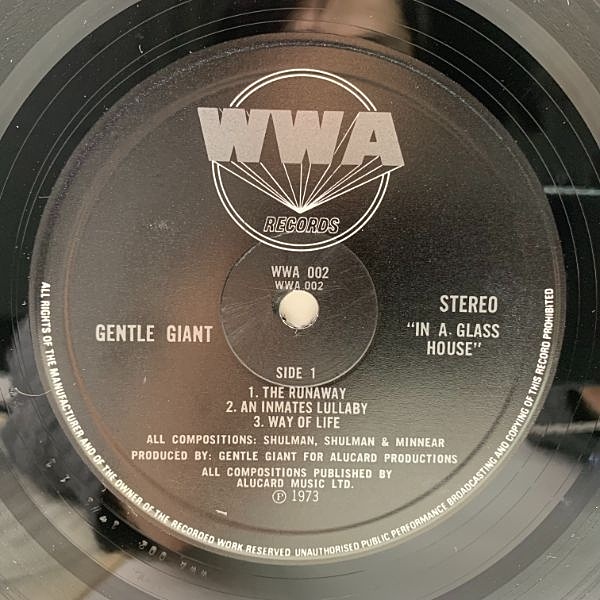 WWA
RECORDS
WWA 002
WWA 002
GENTLE GIANT
STEREO
"IN A GLASS
HOUSE"
SIDE 1
1. THE RUNAWAY
2. AN INMATES LULLABY
3. WAY OF LIFE
ALL COMPOSITIONS: SHULMAN, SHULMAN & MINNEAR
PRODUCED BY: GENTLE GIANT FOR ALUCARD PRODUCTIONS
ALL COMPOSITIONS PUBLISHED BY
ALUCARD MUSIC LTD.
℗ 1973
ALL RIGHTS OF THE MANUFACTURER AND OF THE OWNER OF THE RECORDED WORK RESERVED UNAUTHORISED PUBLIC PERFORMANCE BROADCASTING AND COPYING OF THIS RECORD PROHIBITED